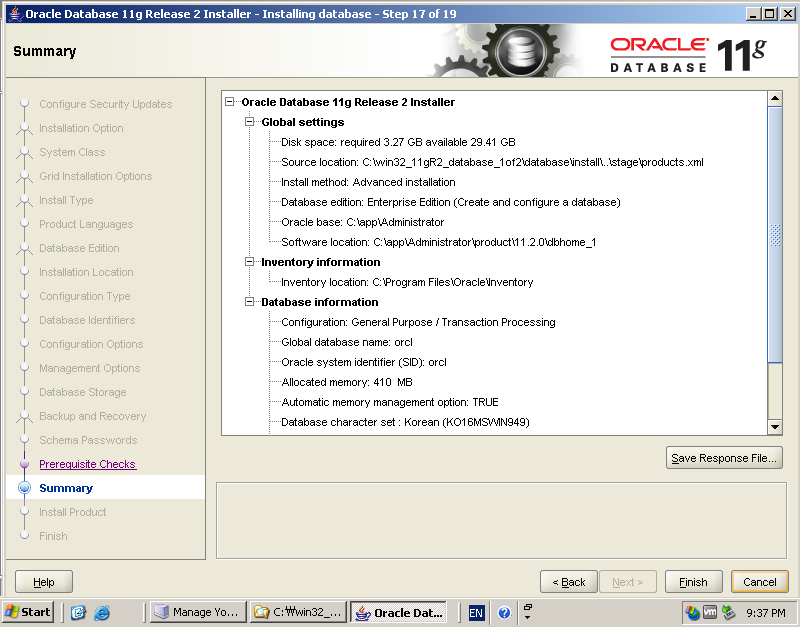 Oracle Database 11g Release 2 Installer - Installing database - Step 17 of 19
Summary
ORACLE
DATABASE 11g
Configure Security Updates
Installation Option
System Class
Grid Installation Options
Install Type
Product Languages
Database Edition
Installation Location
Configuration Type
Database Identifiers
Configuration Options
Management Options
Database Storage
Backup and Recovery
Schema Passwords
Prerequisite Checks
Summary
Install Product
Finish
Oracle Database 11g Release 2 Installer
Global settings
Disk space: required 3.27 GB available 29.41 GB
Source location: C:\win32_11gR2_database_1of2\database\install\..\stage\products.xml
Install method: Advanced installation
Database edition: Enterprise Edition (Create and configure a database)
Oracle base: C:\app\Administrator
Software location: C:\app\Administrator\product\11.2.0\dbhome_1
Inventory information
Inventory location: C:\Program Files\Oracle\Inventory
Database information
Configuration: General Purpose / Transaction Processing
Global database name: orcl
Oracle system identifier (SID): orcl
Allocated memory: 410 MB
Automatic memory management option: TRUE
Database character set : Korean (KO16MSWIN949)
Save Response File...
Help
< Back
Next >
Finish
Cancel
Start
Manage Yo...
C:₩win32_...
Oracle Dat...
EN
9:37 PM